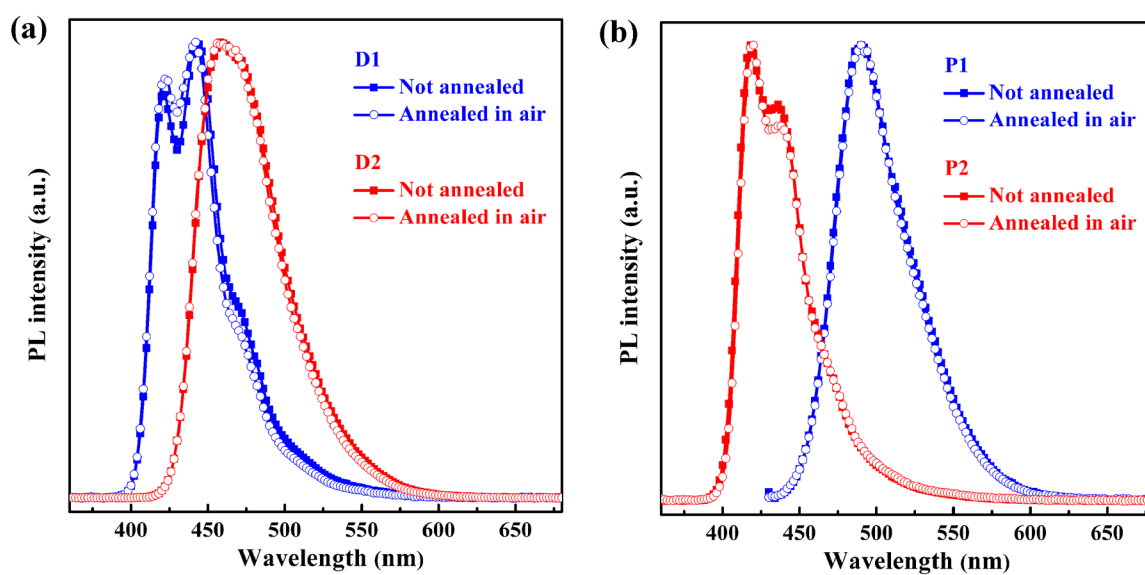 (a)
D1
Not annealed
Annealed in air
D2
Not annealed
Annealed in air
PL intensity (a.u.)
400 450 500 550 600 650
Wavelength (nm)
(b)
P1
Not annealed
Annealed in air
P2
Not annealed
Annealed in air
PL intensity (a.u.)
400 450 500 550 600 650
Wavelength (nm)